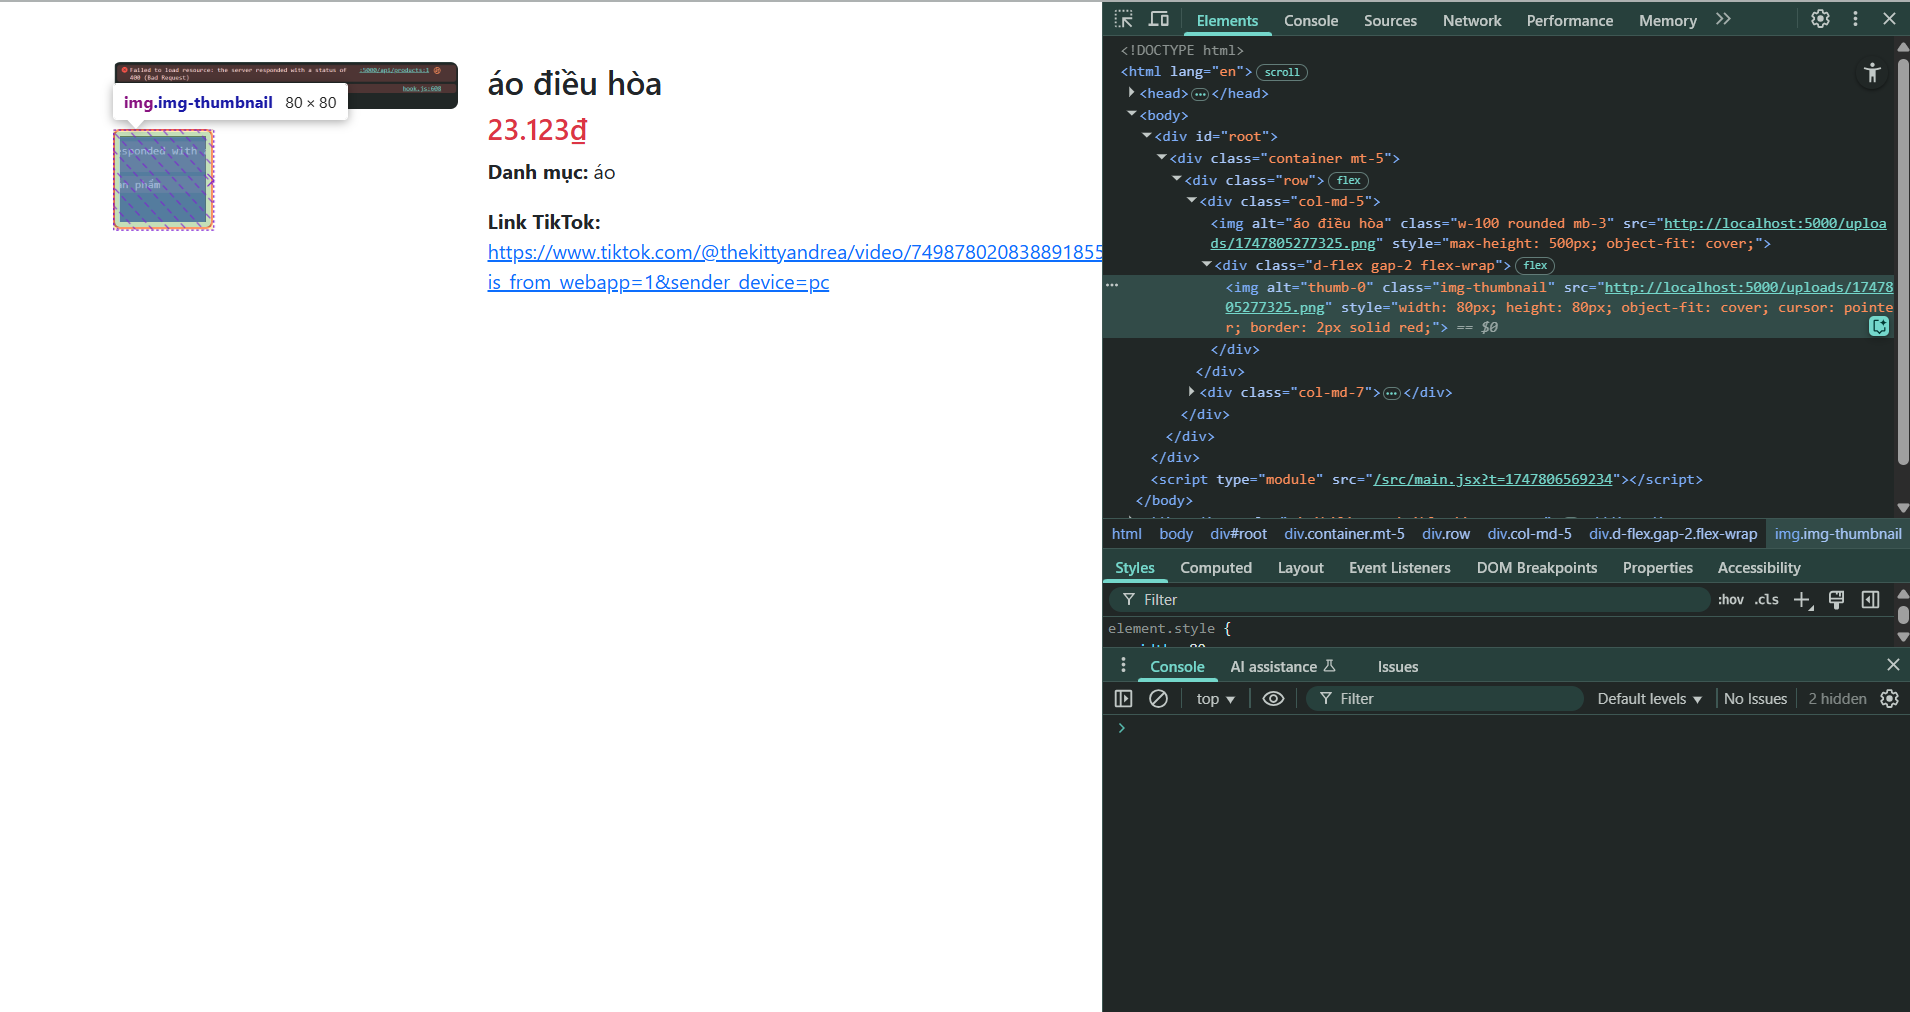 Failed to load resource: the server responded with a status of :5000/api/products:1
400 (Bad Request)
hook.js:608
img.img-thumbnail 80 × 80
sponded with
ản phẩm
áo điều hòa
23.123₫
Danh mục: áo
Link TikTok:
https://www.tiktok.com/@thekittyandrea/video/749878020838891855
is_from_webapp=1&sender_device=pc
Elements Console Sources Network Performance Memory
<!DOCTYPE html>
<html lang="en"> scroll
<head> ··· </head>
<body>
<div id="root">
<div class="container mt-5">
<div class="row"> flex
<div class="col-md-5">
<img alt="áo điều hòa" class="w-100 rounded mb-3" src="http://localhost:5000/uploa
ds/1747805277325.png" style="max-height: 500px; object-fit: cover;">
<div class="d-flex gap-2 flex-wrap"> flex
<img alt="thumb-0" class="img-thumbnail" src="http://localhost:5000/uploads/17478
05277325.png" style="width: 80px; height: 80px; object-fit: cover; cursor: pointe
r; border: 2px solid red;"> == $0
</div>
</div>
<div class="col-md-7"> ··· </div>
</div>
</div>
</div>
<script type="module" src="/src/main.jsx?t=1747806569234"></script>
</body>
html body div#root div.container.mt-5 div.row div.col-md-5 div.d-flex.gap-2.flex-wrap img.img-thumbnail
Styles Computed Layout Event Listeners DOM Breakpoints Properties Accessibility
Filter :hov .cls
element.style {
Console AI assistance Issues
top Filter Default levels No Issues 2 hidden